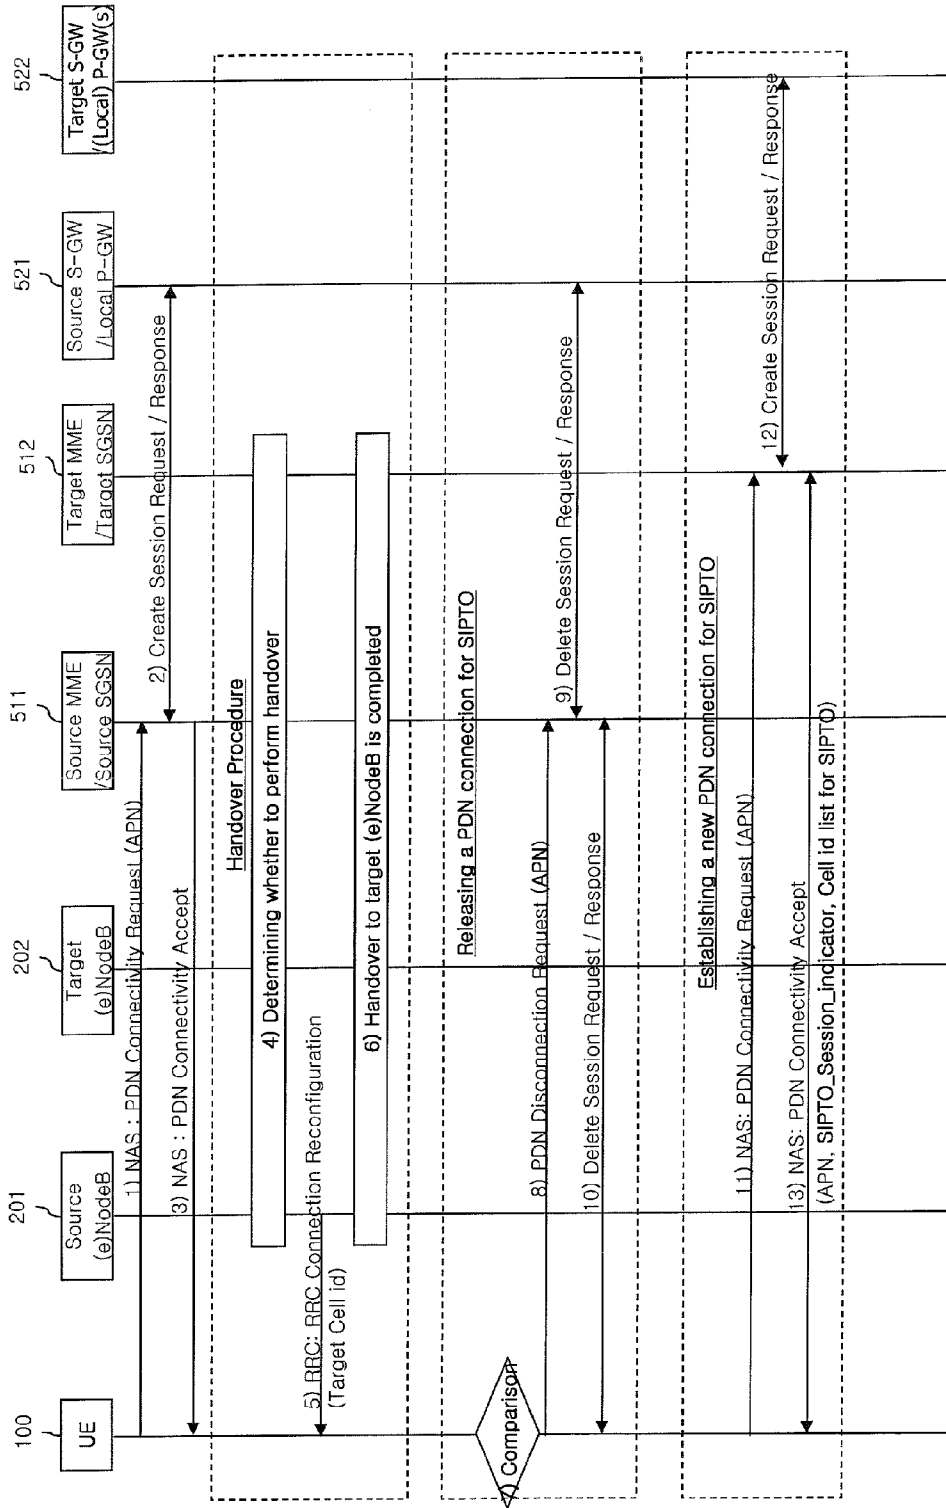 100
UE
201
Source
(e)NodeB
202
Target
(e)NodeB
511
Source MME
/Source SGSN
512
Target MME
/Target SGSN
521
Source S-GW
/Local P-GW
522
Target S-GW
/(Local) P-GW(s)
1) NAS : PDN Connectivity Request (APN)
2) Create Session Request / Response
3) NAS : PDN Connectivity Accept
Handover Procedure
4) Determining whether to perform handover
5) RRC: RRC Connection Reconfiguration
(Target Cell id)
6) Handover to target (e)NodeB is completed
Releasing a PDN connection for SIPTO
7) Comparison
8) PDN Disconnection Request (APN)
9) Delete Session Request / Response
10) Delete Session Request / Response
Establishing a new PDN connection for SIPTO
11) NAS: PDN Connectivity Request (APN)
12) Create Session Request / Response
13) NAS: PDN Connectivity Accept
(APN, SIPTO_Session_indicator, Cell id list for SIPTO)